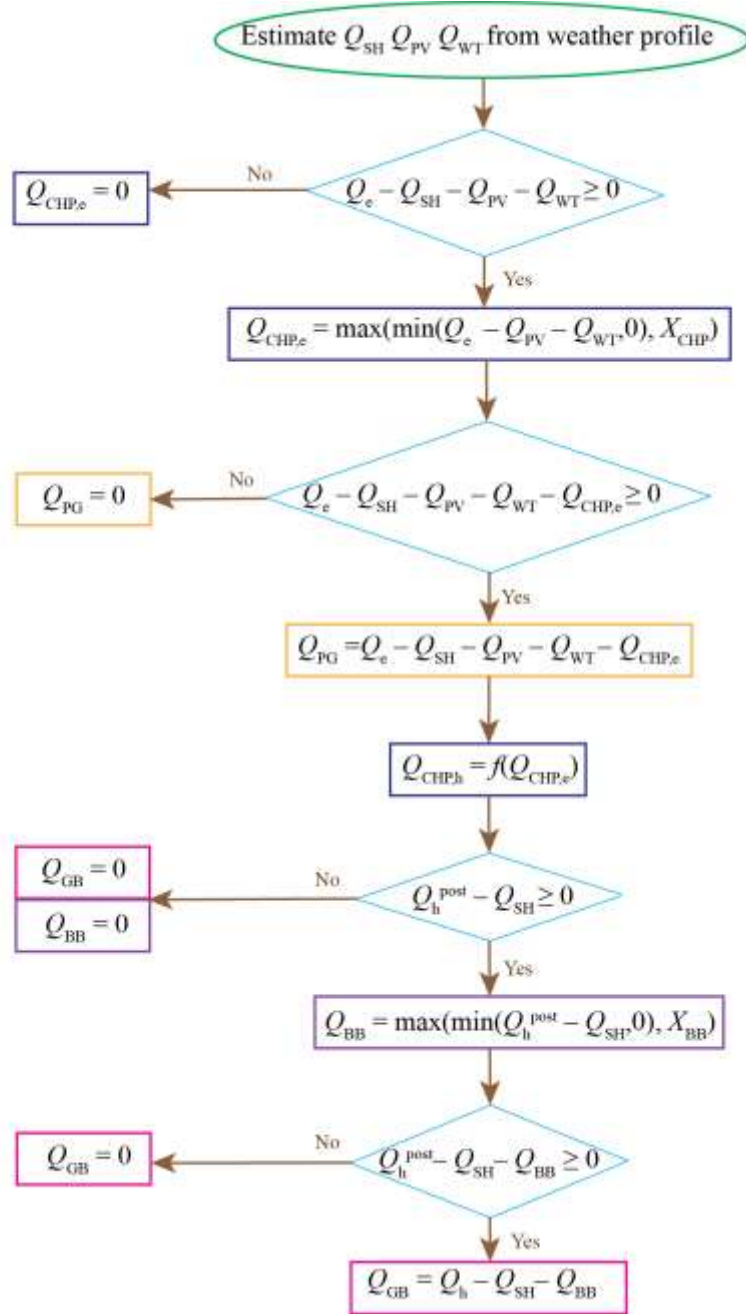 Estimate Q_SH Q_PV Q_WT from weather profile
No
Q_CHP,e = 0
Q_e – Q_SH – Q_PV – Q_WT ≥ 0
Yes
Q_CHP,e = max(min(Q_e – Q_PV – Q_WT,0), X_CHP)
No
Q_PG = 0
Q_e – Q_SH – Q_PV – Q_WT – Q_CHP,e ≥ 0
Yes
Q_PG = Q_e – Q_SH – Q_PV – Q_WT – Q_CHP,e
Q_CHP,h = f(Q_CHP,e)
Q_GB = 0
No
Q_h^post – Q_SH ≥ 0
Q_BB = 0
Yes
Q_BB = max(min(Q_h^post – Q_SH,0), X_BB)
No
Q_GB = 0
Q_h^post – Q_SH – Q_BB ≥ 0
Yes
Q_GB = Q_h – Q_SH – Q_BB